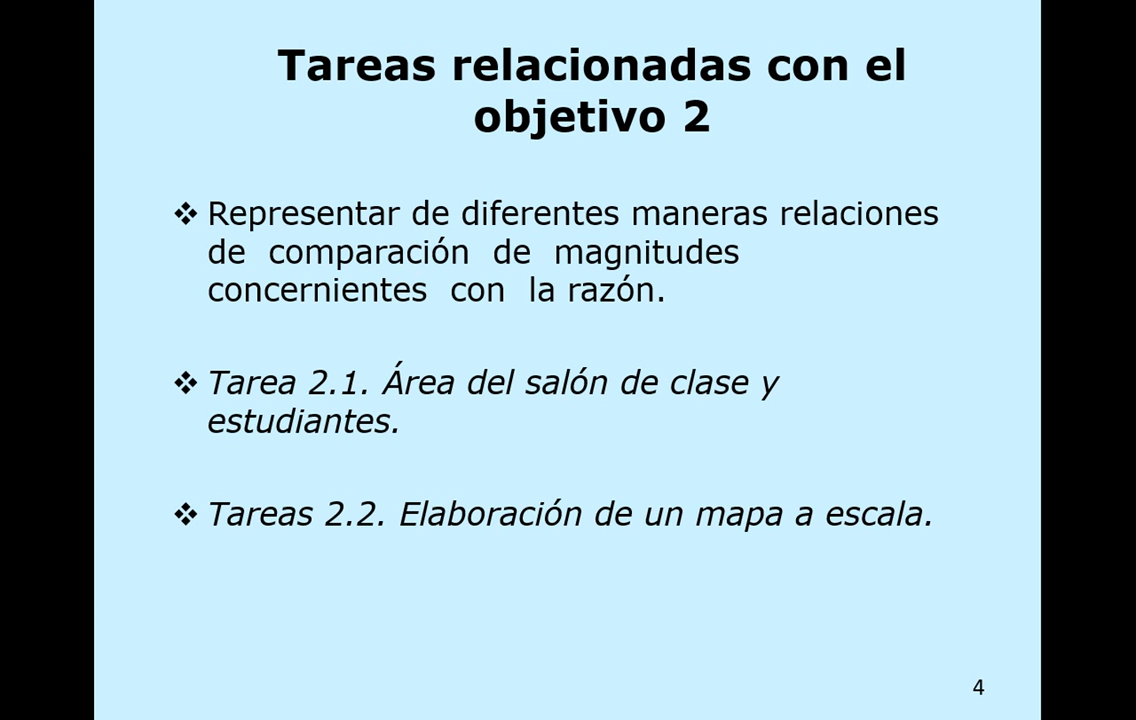 Tareas relacionadas con el
objetivo 2
❖ Representar de diferentes maneras relaciones
de comparación de magnitudes
concernientes con la razón.
❖ Tarea 2.1. Área del salón de clase y
estudiantes.
❖ Tareas 2.2. Elaboración de un mapa a escala.
4